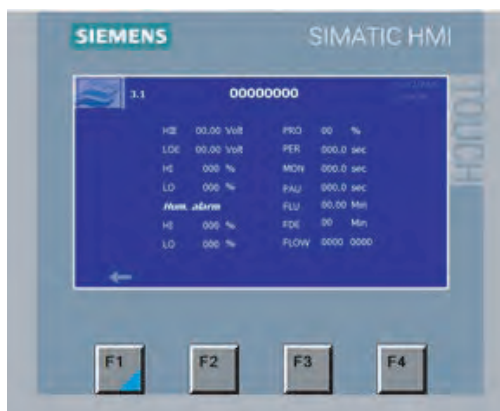 SIEMENS SIMATIC HMI
TOUCH
3.1 00000000
HIE 00.00 Volt PRO 00 %
LOE 00.00 Volt PER 000.0 sec
HI 000 % MON 000.0 sec
LO 000 % PAU 000.0 sec
Hum. alarm FLU 00.00 Min
HI 000 % FDE 00 Min
LO 000 % FLOW 0000 0000
F1 F2 F3 F4